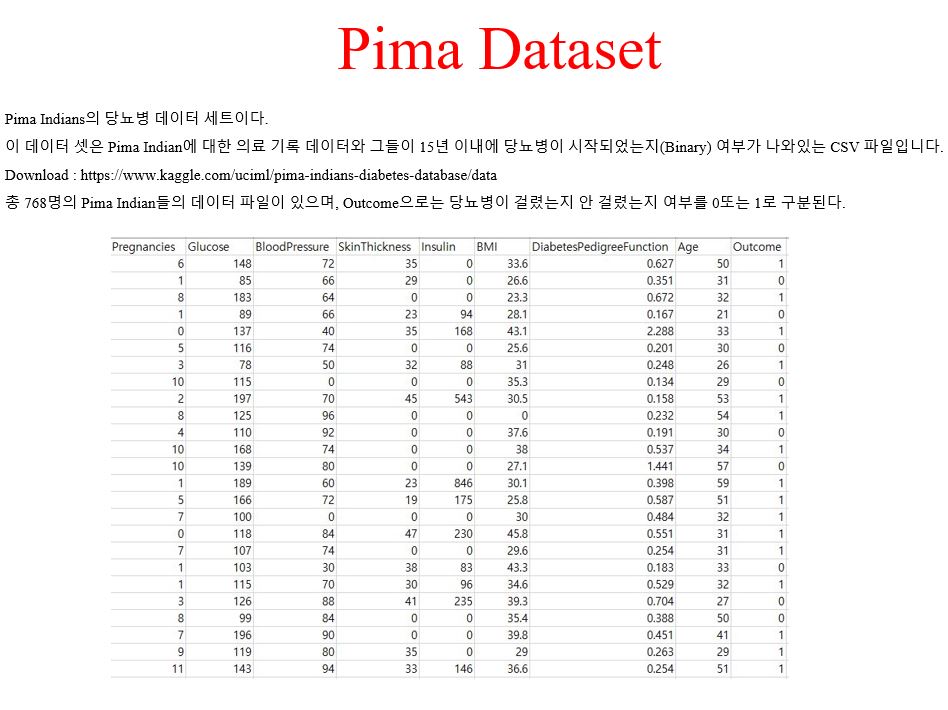 Pima Dataset
Pima Indians의 당뇨병 데이터 세트이다.
이 데이터 셋은 Pima Indian에 대한 의료 기록 데이터와 그들이 15년 이내에 당뇨병이 시작되었는지(Binary) 여부가 나와있는 CSV 파일입니다.
Download : https://www.kaggle.com/uciml/pima-indians-diabetes-database/data
총 768명의 Pima Indian들의 데이터 파일이 있으며, Outcome으로는 당뇨병이 걸렸는지 안 걸렸는지 여부를 0또는 1로 구분된다.
Pregnancies Glucose BloodPressure SkinThickness Insulin BMI DiabetesPedigreeFunction Age Outcome
6 148 72 35 0 33.6 0.627 50 1
1 85 66 29 0 26.6 0.351 31 0
8 183 64 0 0 23.3 0.672 32 1
1 89 66 23 94 28.1 0.167 21 0
0 137 40 35 168 43.1 2.288 33 1
5 116 74 0 0 25.6 0.201 30 0
3 78 50 32 88 31 0.248 26 1
10 115 0 0 0 35.3 0.134 29 0
2 197 70 45 543 30.5 0.158 53 1
8 125 96 0 0 0 0.232 54 1
4 110 92 0 0 37.6 0.191 30 0
10 168 74 0 0 38 0.537 34 1
10 139 80 0 0 27.1 1.441 57 0
1 189 60 23 846 30.1 0.398 59 1
5 166 72 19 175 25.8 0.587 51 1
7 100 0 0 0 30 0.484 32 1
0 118 84 47 230 45.8 0.551 31 1
7 107 74 0 0 29.6 0.254 31 1
1 103 30 38 83 43.3 0.183 33 0
1 115 70 30 96 34.6 0.529 32 1
3 126 88 41 235 39.3 0.704 27 0
8 99 84 0 0 35.4 0.388 50 0
7 196 90 0 0 39.8 0.451 41 1
9 119 80 35 0 29 0.263 29 1
11 143 94 33 146 36.6 0.254 51 1